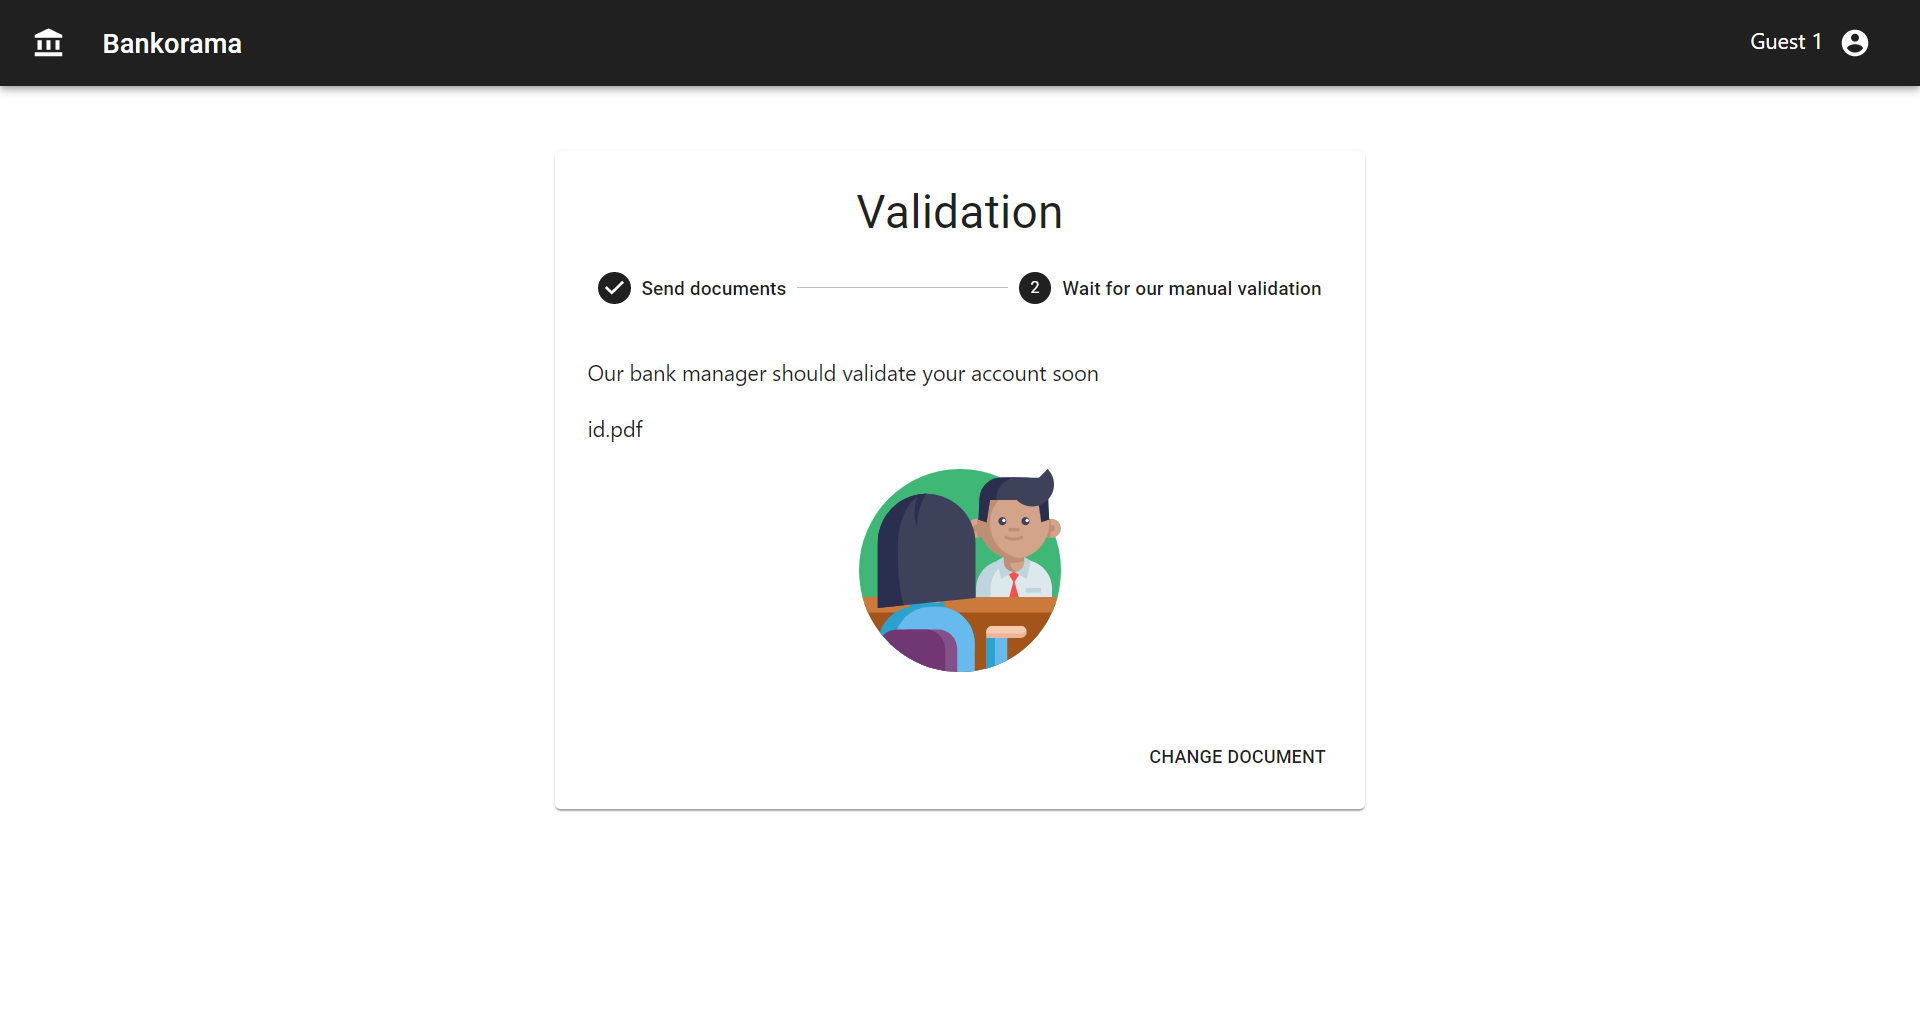 Bankorama
Guest 1
Validation
Send documents
2
Wait for our manual validation
Our bank manager should validate your account soon
id.pdf
CHANGE DOCUMENT